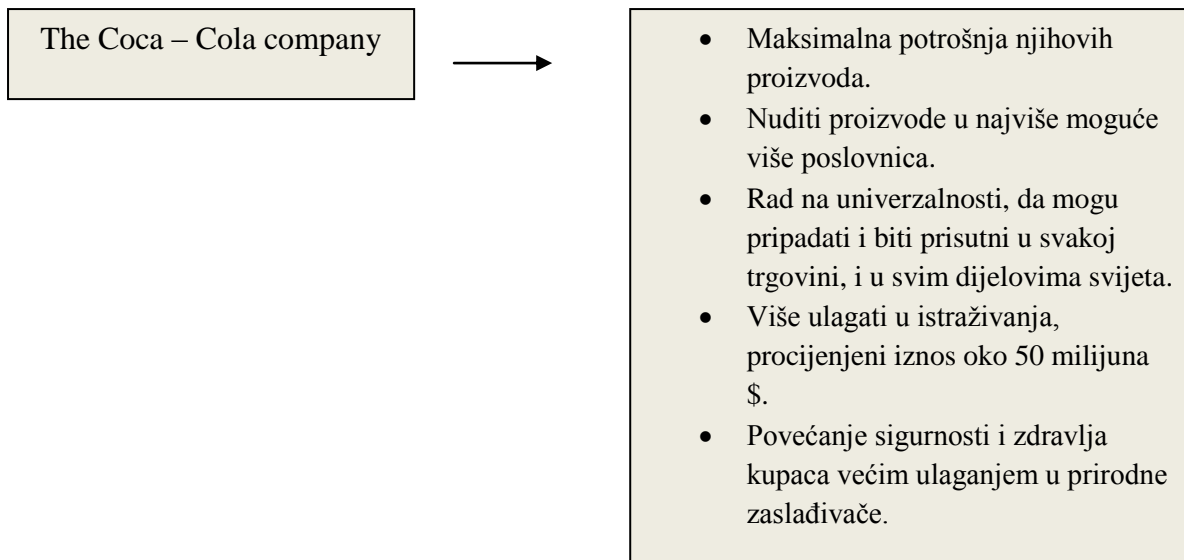 The Coca – Cola company
• Maksimalna potrošnja njihovih
proizvoda.
• Nuditi proizvode u najviše moguće
više poslovnica.
• Rad na univerzalnosti, da mogu
pripadati i biti prisutni u svakoj
trgovini, i u svim dijelovima svijeta.
• Više ulagati u istraživanja,
procijenjeni iznos oko 50 milijuna
$.
• Povećanje sigurnosti i zdravlja
kupaca većim ulaganjem u prirodne
zaslađivače.